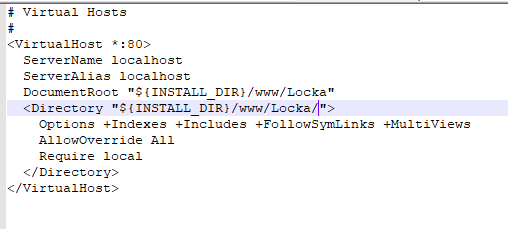 # Virtual Hosts
#
<VirtualHost *:80>
  ServerName localhost
  ServerAlias localhost
  DocumentRoot "${INSTALL_DIR}/www/Locka"
  <Directory "${INSTALL_DIR}/www/Locka/">
    Options +Indexes +Includes +FollowSymLinks +MultiViews
    AllowOverride All
    Require local
  </Directory>
</VirtualHost>